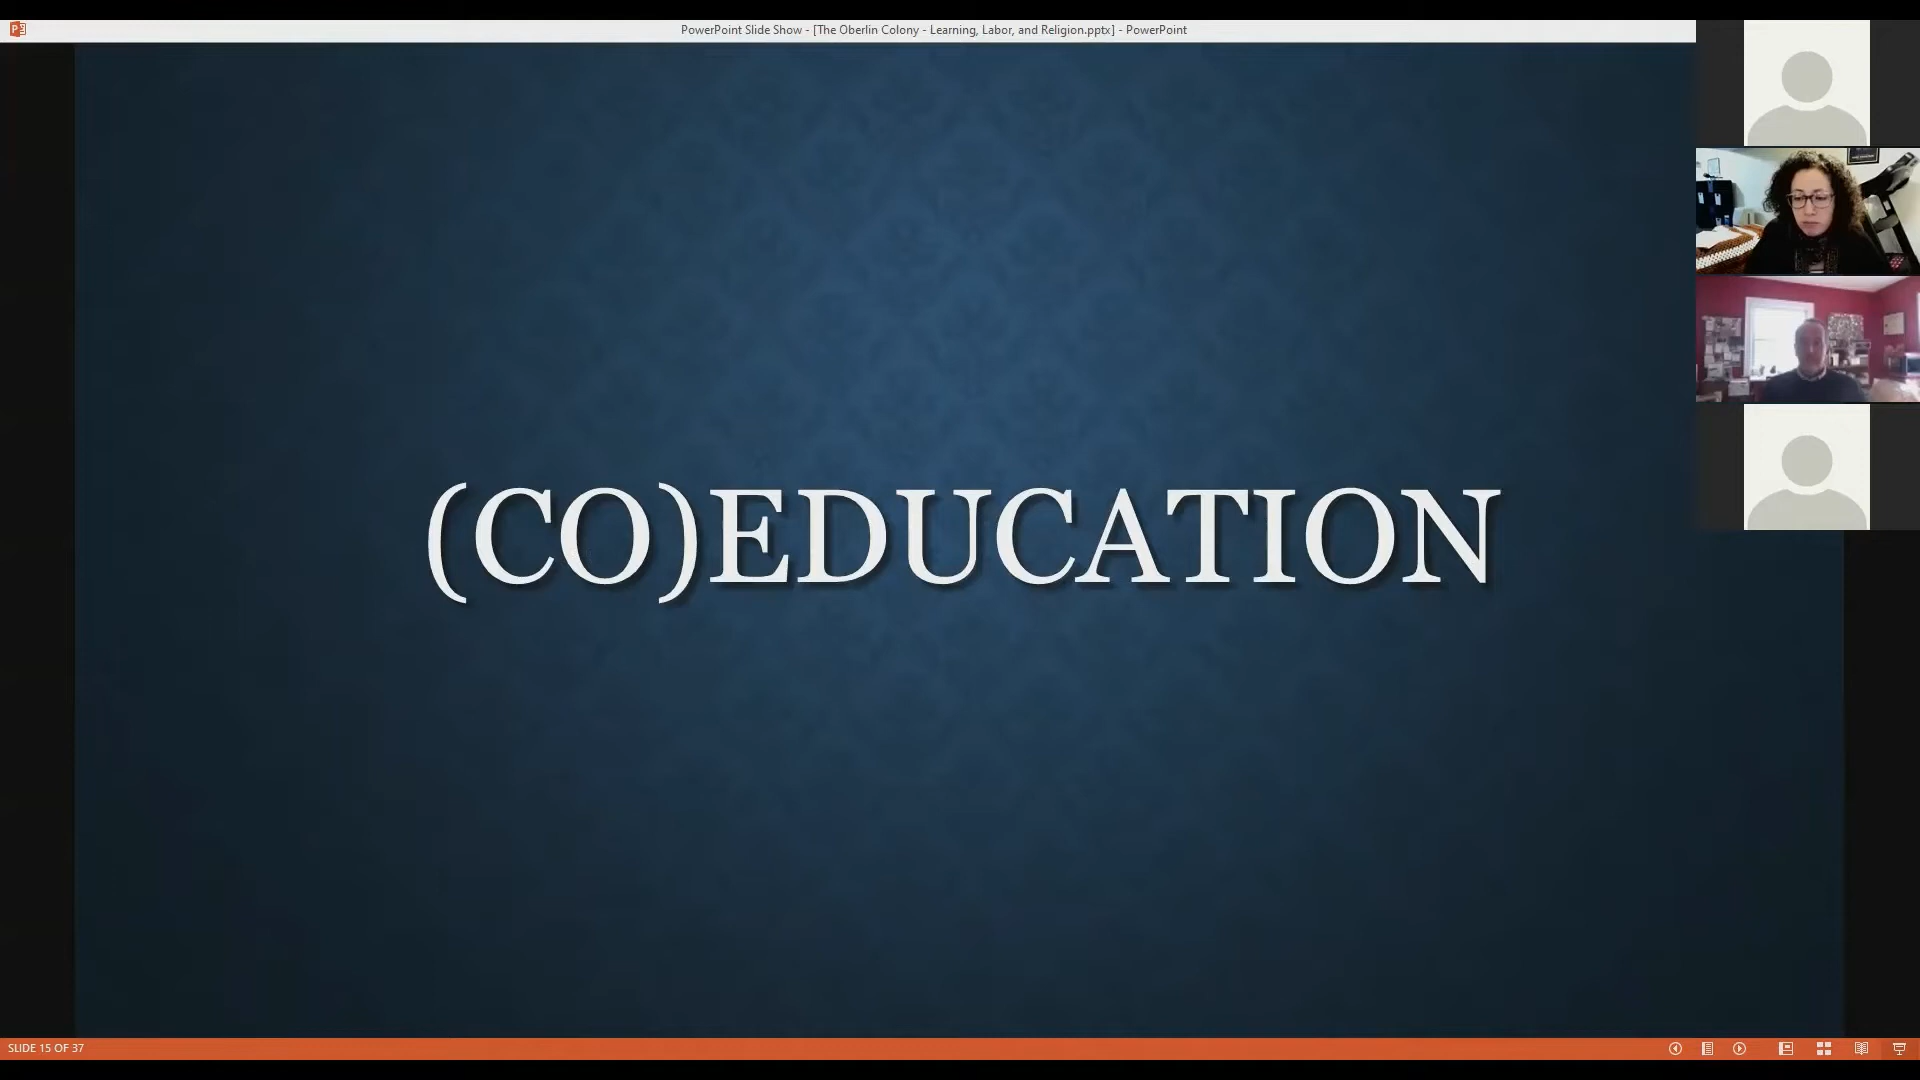 PowerPoint Slide Show - [The Oberlin Colony - Learning, Labor, and Religion.pptx] - PowerPoint
(CO)EDUCATION
SLIDE 15 OF 37